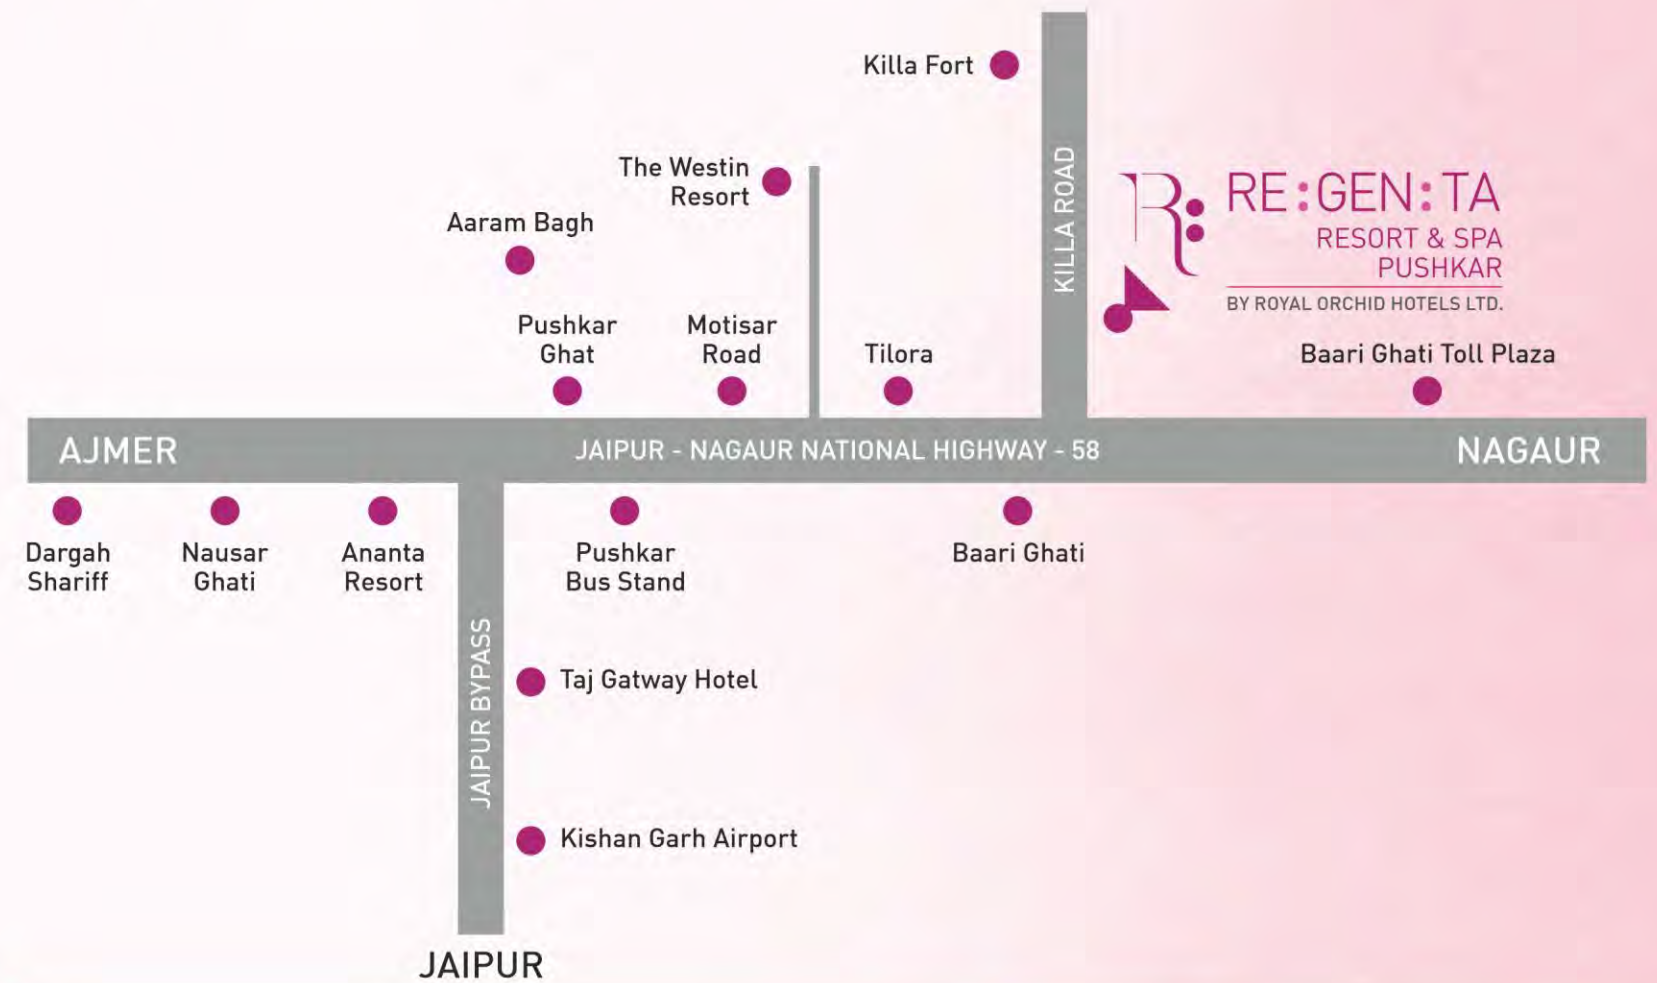 Killa Fort
The Westin
Resort
Aaram Bagh
KILLA ROAD
RE:GEN:TA
RESORT & SPA
PUSHKAR
BY ROYAL ORCHID HOTELS LTD.
Pushkar
Ghat
Motisar
Road
Tilora
Baari Ghati Toll Plaza
AJMER
JAIPUR - NAGAUR NATIONAL HIGHWAY - 58
NAGAUR
Dargah
Shariff
Nausar
Ghati
Ananta
Resort
Pushkar
Bus Stand
Baari Ghati
JAIPUR BYPASS
Taj Gatway Hotel
Kishan Garh Airport
JAIPUR